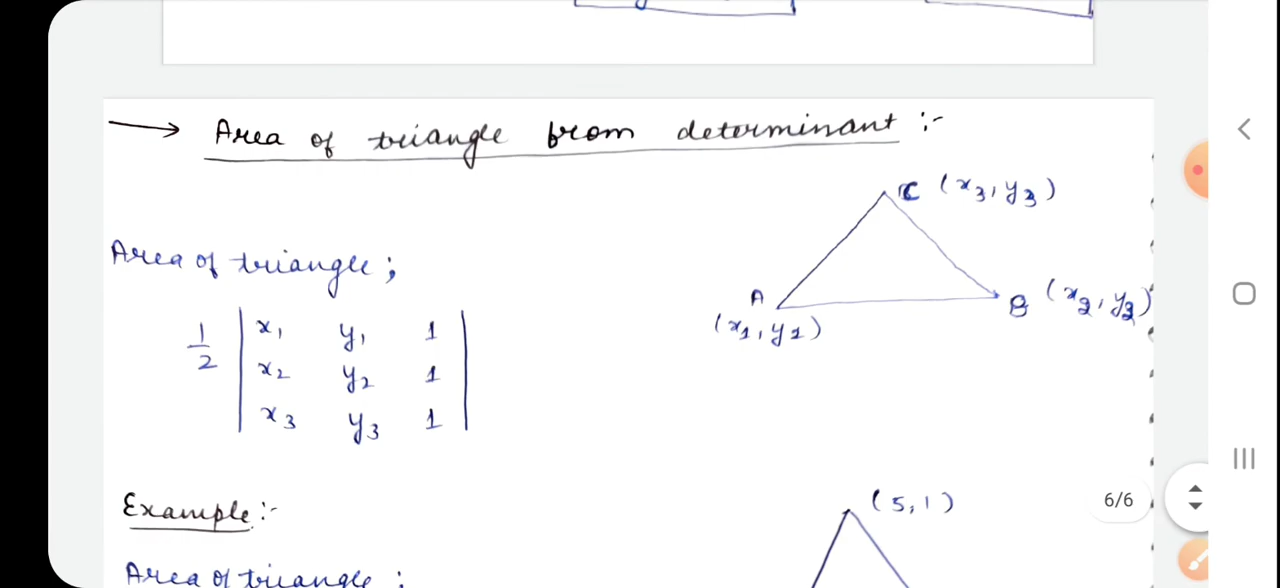 → Area of triangle from determinant :-
C (x3, y3)
Area of triangle ;
A
B (x2, y2)
(x1, y1)
1/2 | x1 y1 1 |
| x2 y2 1 |
| x3 y3 1 |
Example :-
(5, 1)
6/6
Area of triangle ;